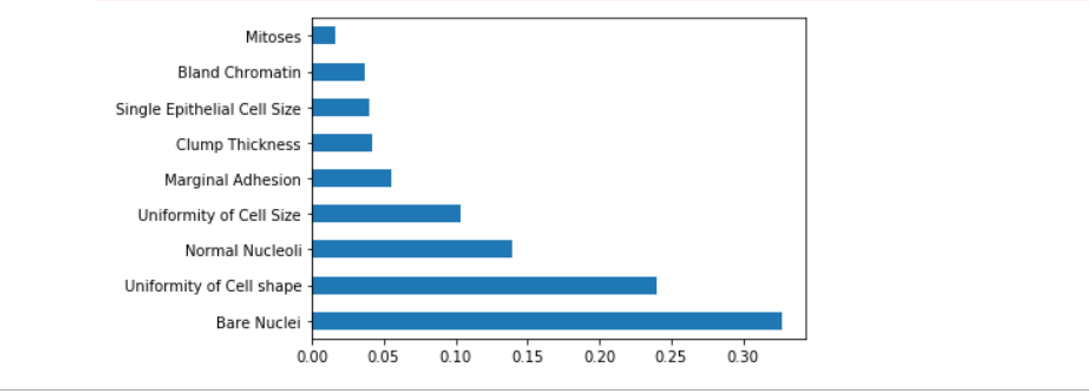 Mitoses
Bland Chromatin
Single Epithelial Cell Size
Clump Thickness
Marginal Adhesion
Uniformity of Cell Size
Normal Nucleoli
Uniformity of Cell shape
Bare Nuclei
0.00 0.05 0.10 0.15 0.20 0.25 0.30